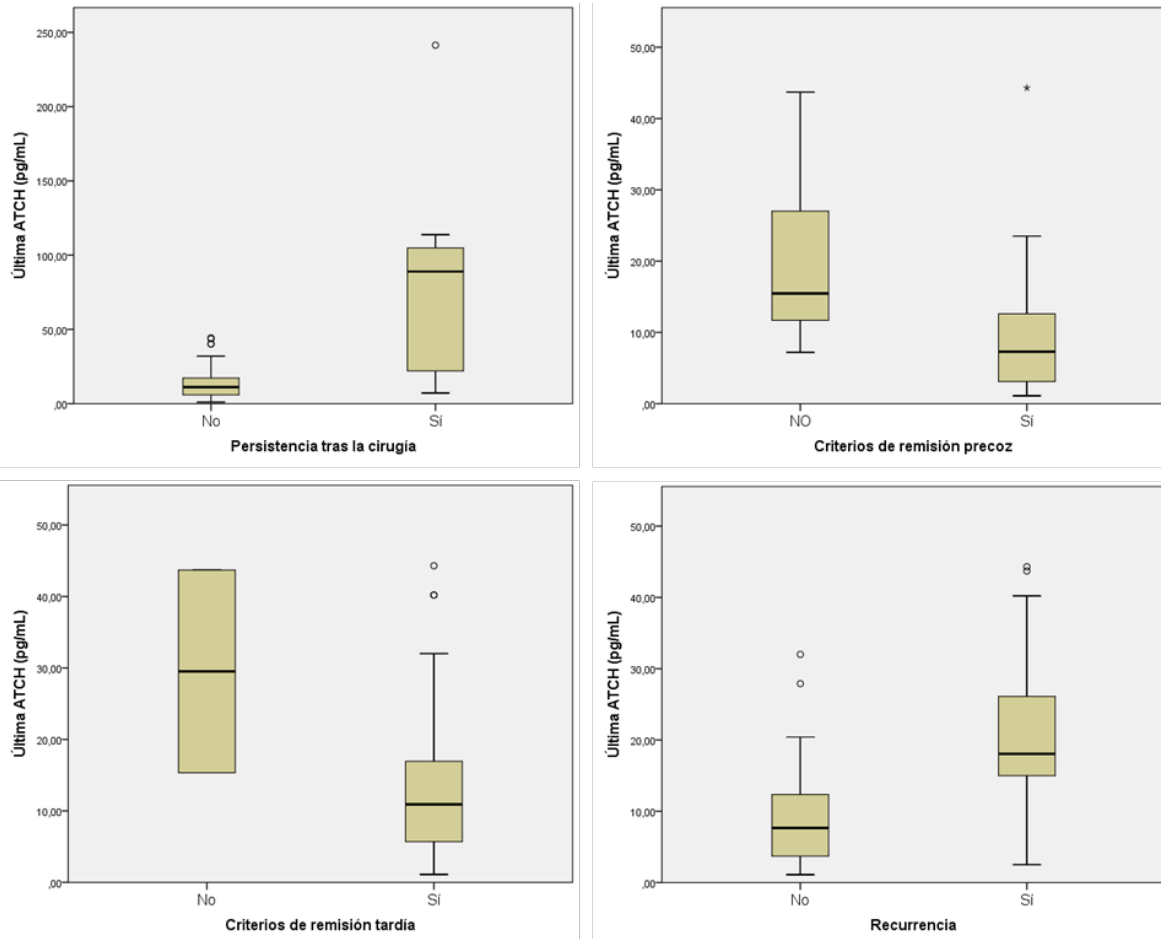 250,00
200,00
150,00
100,00
50,00
,00
Última ATCH (pg/mL)
No
Sí
Persistencia tras la cirugía
50,00
40,00
30,00
20,00
10,00
,00
Última ATCH (pg/mL)
NO
Sí
Criterios de remisión precoz
50,00
40,00
30,00
20,00
10,00
,00
Última ATCH (pg/mL)
No
Sí
Criterios de remisión tardía
50,00
40,00
30,00
20,00
10,00
,00
Última ATCH (pg/mL)
No
Sí
Recurrencia